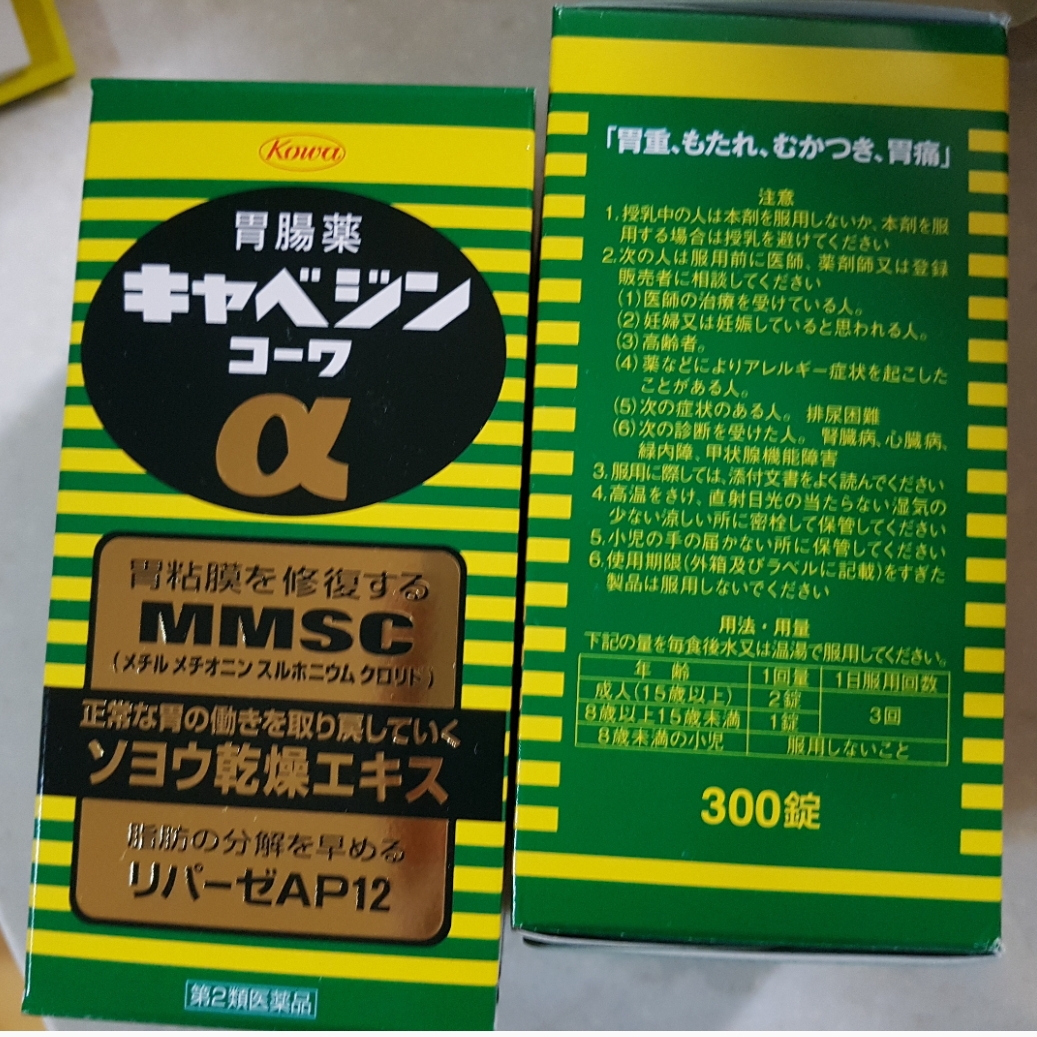 Kowa
胃腸薬
キャベジン
コーワ
α
胃粘膜を修復する
MMSC
(メチル メチオニン スルホニウム クロリド)
正常な胃の働きを取り戻していく
ソヨウ乾燥エキス
脂肪の分解を早める
リパーゼAP12
第2類医薬品
「胃重、もたれ、むかつき、胃痛」
注意
1.授乳中の人は本剤を服用しないか、本剤を服
用する場合は授乳を避けてください
2.次の人は服用前に医師、薬剤師又は登録
販売者に相談してください
(1)医師の治療を受けている人。
(2)妊婦又は妊娠していると思われる人。
(3)高齢者。
(4)薬などによりアレルギー症状を起こした
ことがある人。
(5)次の症状のある人。 排尿困難
(6)次の診断を受けた人。 腎臓病、心臓病、
緑内障、甲状腺機能障害
3.服用に際しては、添付文書をよく読んでください
4.高温をさけ、直射日光の当たらない湿気の
少ない涼しい所に密栓して保管してください
5.小児の手の届かない所に保管してください
6.使用期限(外箱及びラベルに記載)をすぎた
製品は服用しないでください
用法・用量
下記の量を毎食後水又は温湯で服用してください。
年 齢 1回量 1日服用回数
成人(15歳以上) 2錠 3回
8歳以上15歳未満 1錠
8歳未満の小児 服用しないこと
300錠